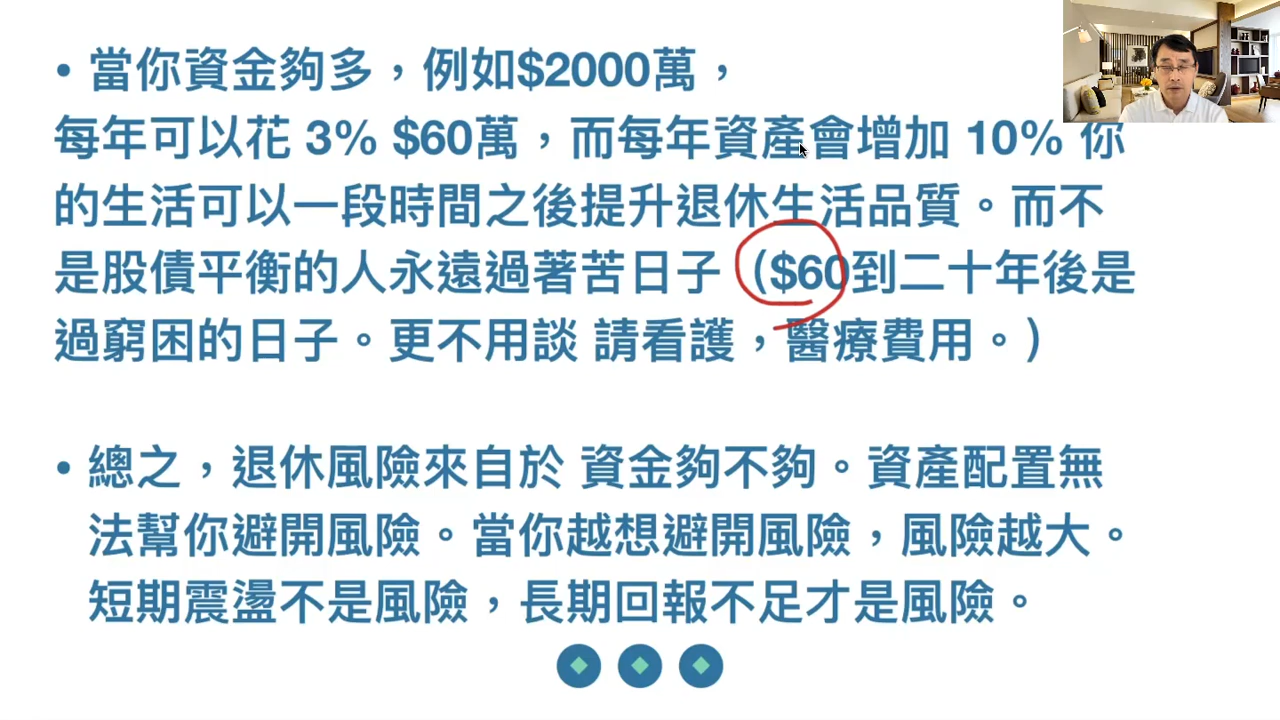 •當你資金夠多，例如$2000萬，
每年可以花 3% $60萬，而每年資產會增加 10% 你
的生活可以一段時間之後提升退休生活品質。而不
是股債平衡的人永遠過著苦日子（$60到二十年後是
過窮困的日子。更不用談 請看護，醫療費用。）
•總之，退休風險來自於 資金夠不夠。資產配置無
法幫你避開風險。當你越想避開風險，風險越大。
短期震盪不是風險，長期回報不足才是風險。